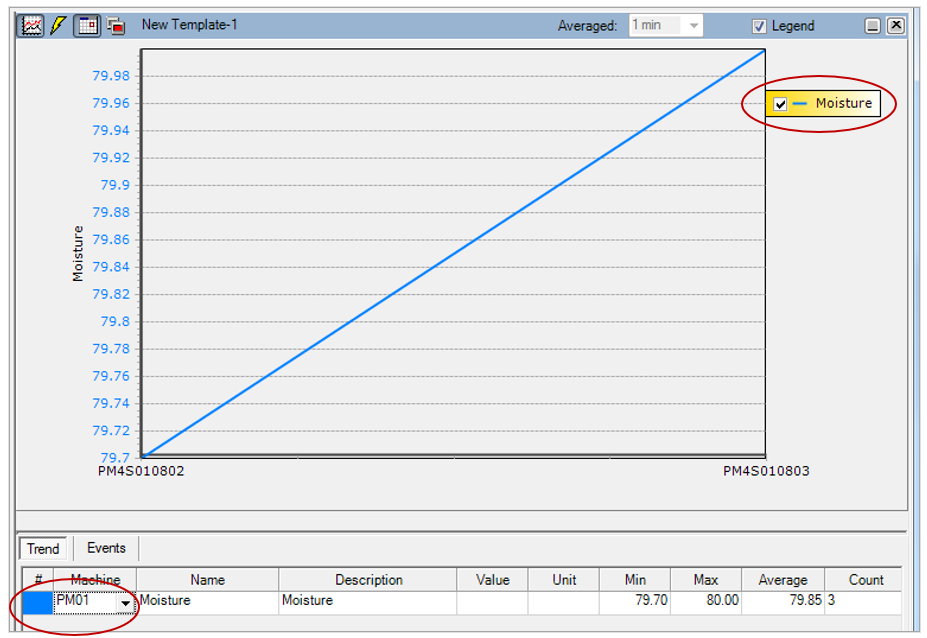 New Template-1 Averaged: 1 min Legend
79.98
79.96
79.94
79.92
79.9
79.88
79.86
79.84
79.82
79.8
79.78
79.76
79.74
79.72
79.7
Moisture
Moisture
PM4S010802 PM4S010803
Trend Events
# Machine Name Description Value Unit Min Max Average Count
PM01 Moisture Moisture 79.70 80.00 79.85 3